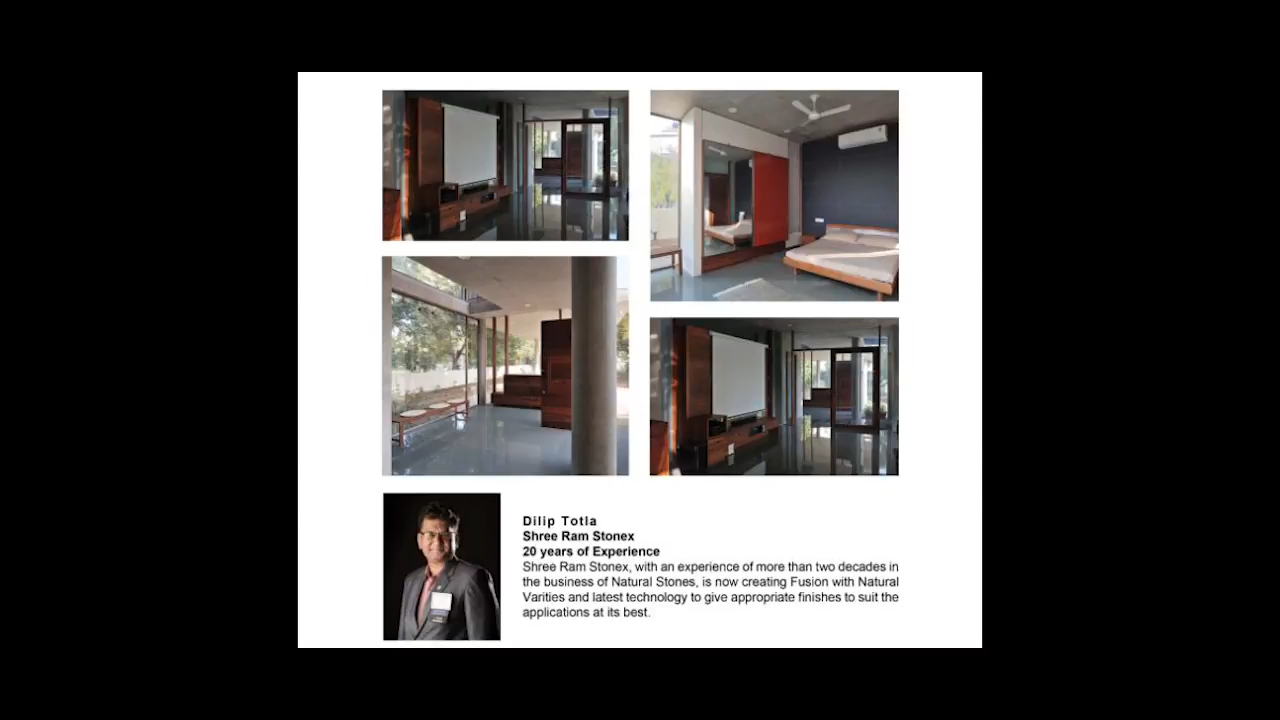 Dilip Totla
Shree Ram Stonex
20 years of Experience
Shree Ram Stonex, with an experience of more than two decades in
the business of Natural Stones, is now creating Fusion with Natural
Varities and latest technology to give appropriate finishes to suit the
applications at its best.